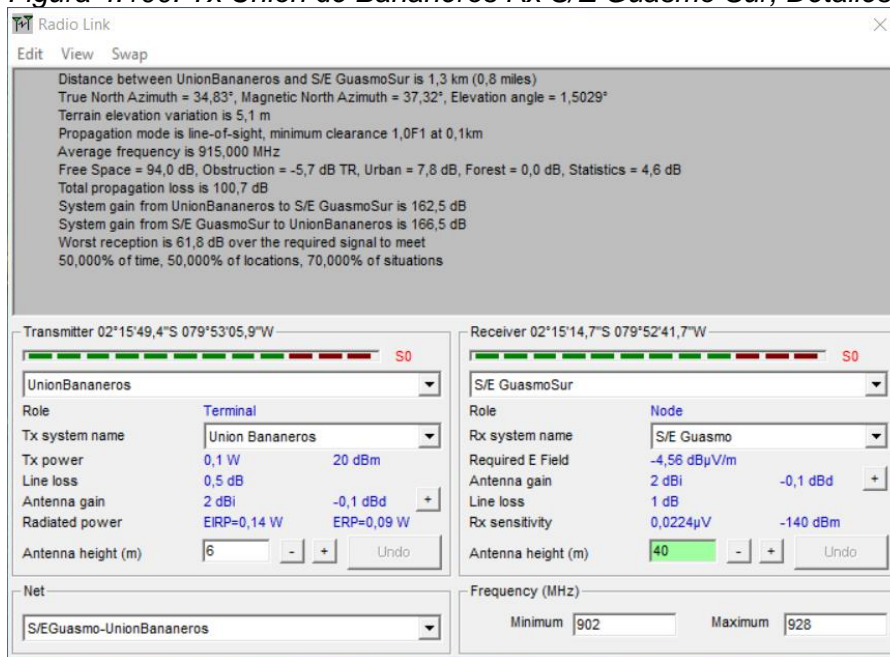 Radio Link
Edit View Swap
Distance between UnionBananeros and S/E GuasmoSur is 1,3 km (0,8 miles)
True North Azimuth = 34,83°, Magnetic North Azimuth = 37,32°, Elevation angle = 1,5029°
Terrain elevation variation is 5,1 m
Propagation mode is line-of-sight, minimum clearance 1,0F1 at 0,1km
Average frequency is 915,000 MHz
Free Space = 94,0 dB, Obstruction = -5,7 dB TR, Urban = 7,8 dB, Forest = 0,0 dB, Statistics = 4,6 dB
Total propagation loss is 100,7 dB
System gain from UnionBananeros to S/E GuasmoSur is 162,5 dB
System gain from S/E GuasmoSur to UnionBananeros is 166,5 dB
Worst reception is 61,8 dB over the required signal to meet
50,000% of time, 50,000% of locations, 70,000% of situations
Transmitter 02°15'49,4"S 079°53'05,9"W
S0
UnionBananeros
Role Terminal
Tx system name Union Bananeros
Tx power 0,1 W 20 dBm
Line loss 0,5 dB
Antenna gain 2 dBi -0,1 dBd +
Radiated power EIRP=0,14 W ERP=0,09 W
Antenna height (m) 6 - + Undo
Net
S/EGuasmo-UnionBananeros
Receiver 02°15'14,7"S 079°52'41,7"W
S0
S/E GuasmoSur
Role Node
Rx system name S/E Guasmo
Required E Field -4,56 dBµV/m
Antenna gain 2 dBi -0,1 dBd +
Line loss 1 dB
Rx sensitivity 0,0224µV -140 dBm
Antenna height (m) 40 - + Undo
Frequency (MHz)
Minimum 902 Maximum 928